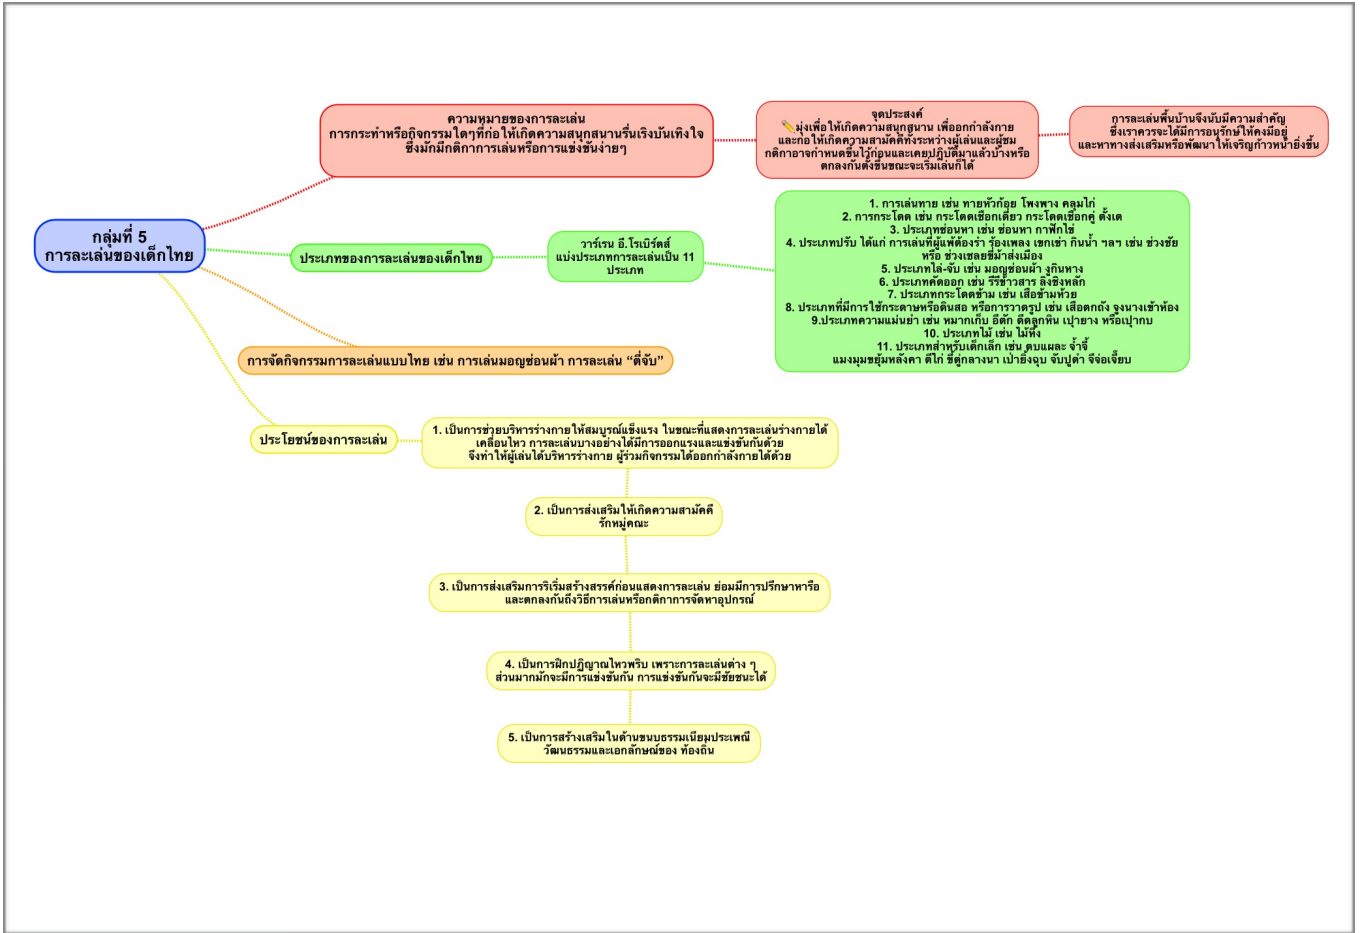 กลุ่มที่ 5
การละเล่นของเด็กไทย
ความหมายของการละเล่น
การกระทำหรือกิจกรรมใดๆที่ก่อให้เกิดความสนุกสนานรื่นเริงบันเทิงใจ
ซึ่งมักมีกติกาการเล่นหรือการแข่งขันง่ายๆ
จุดประสงค์
✏️มุ่งเพื่อให้เกิดความสนุกสนาน เพื่อออกกำลังกาย
และก่อให้เกิดความสามัคคีทั้งระหว่างผู้เล่นและผู้ชม
กติกาอาจกำหนดขึ้นไว้ก่อนและเคยปฏิบัติมาแล้วบ้างหรือ
ตกลงกันตั้งขึ้นขณะจะเริ่มเล่นก็ได้
การละเล่นพื้นบ้านจึงนับมีความสำคัญ
ซึ่งเราควรจะได้มีการอนุรักษ์ให้คงมีอยู่
และหาทางส่งเสริมหรือพัฒนาให้เจริญก้าวหน้ายิ่งขึ้น
ประเภทของการละเล่นของเด็กไทย
วาร์เรน อี.โรเบิร์ตส์
แบ่งประเภทการละเล่นเป็น 11
ประเภท
1. การเล่นทาย เช่น ทายหัวก้อย โพงพาง คลุมไก่
2. การกระโดด เช่น กระโดดเชือกเดี่ยว กระโดดเชือกคู่ ตั้งเต
3. ประเภทซ่อนหา เช่น ซ่อนหา กาฟักไข่
4. ประเภทปรับ ได้แก่ การเล่นที่ผู้แพ้ต้องรำ ร้องเพลง เขกเข่า กินน้ำ ฯลฯ เช่น ช่วงชัย
หรือ ช่วงเชลยขี่ม้าส่งเมือง
5. ประเภทไล่-จับ เช่น มอญซ่อนผ้า งูกินหาง
6. ประเภทคัดออก เช่น รีรีข้าวสาร ลิงชิงหลัก
7. ประเภทกระโดดข้าม เช่น เสือข้ามห้วย
8. ประเภทที่มีการใช้กระดาษหรือดินสอ หรือการวาดรูป เช่น เสือตกถัง จูงนางเข้าห้อง
9.ประเภทความแม่นยำ เช่น หมากเก็บ อีตัก ดีดลูกหิน เป่ายาง หรือเป่ากบ
10. ประเภทไม้ เช่น ไม้หึ่ง
11. ประเภทสำหรับเด็กเล็ก เช่น ตบแผละ จ้ำจี้
แมงมุมขยุ้มหลังคา ตีไก่ ขี้ตู่กลางนา เป่ายิ้งฉุบ จับปูดำ จีจ่อเจี๊ยบ
การจัดกิจกรรมการละเล่นแบบไทย เช่น การเล่นมอญซ่อนผ้า การละเล่น “ตี่จับ”
ประโยชน์ของการละเล่น
1. เป็นการช่วยบริหารร่างกายให้สมบูรณ์แข็งแรง ในขณะที่แสดงการละเล่นร่างกายได้
เคลื่อนไหว การละเล่นบางอย่างได้มีการออกแรงและแข่งขันกันด้วย
จึงทำให้ผู้เล่นได้บริหารร่างกาย ผู้ร่วมกิจกรรมได้ออกกำลังกายได้ด้วย
2. เป็นการส่งเสริมให้เกิดความสามัคคี
รักหมู่คณะ
3. เป็นการส่งเสริมการริเริ่มสร้างสรรค์ก่อนแสดงการละเล่น ย่อมมีการปรึกษาหารือ
และตกลงกันถึงวิธีการเล่นหรือกติกาการจัดหาอุปกรณ์
4. เป็นการฝึกปฏิญาณไหวพริบ เพราะการละเล่นต่าง ๆ
ส่วนมากมักจะมีการแข่งขันกัน การแข่งขันกันจะมีชัยชนะได้
5. เป็นการสร้างเสริมในด้านขนบธรรมเนียมประเพณี
วัฒนธรรมและเอกลักษณ์ของ ท้องถิ่น